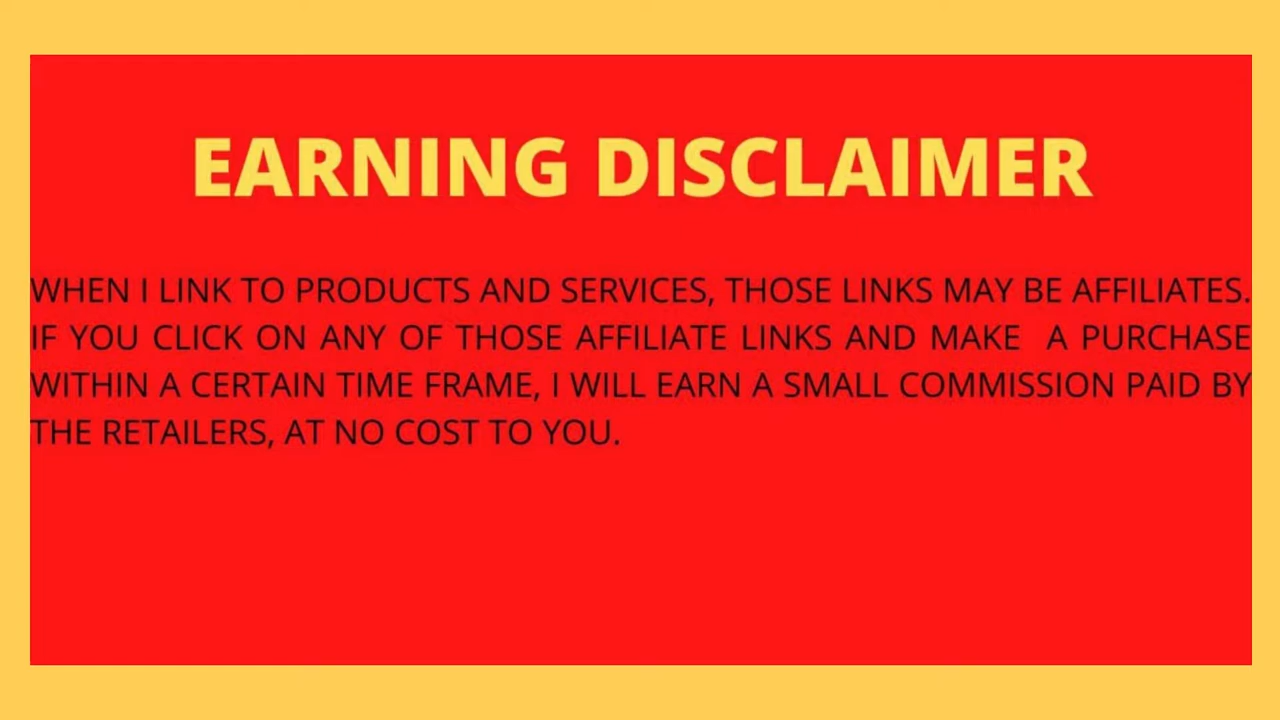 EARNING DISCLAIMER
WHEN I LINK TO PRODUCTS AND SERVICES, THOSE LINKS MAY BE AFFILIATES.
IF YOU CLICK ON ANY OF THOSE AFFILIATE LINKS AND MAKE A PURCHASE
WITHIN A CERTAIN TIME FRAME, I WILL EARN A SMALL COMMISSION PAID BY
THE RETAILERS, AT NO COST TO YOU.